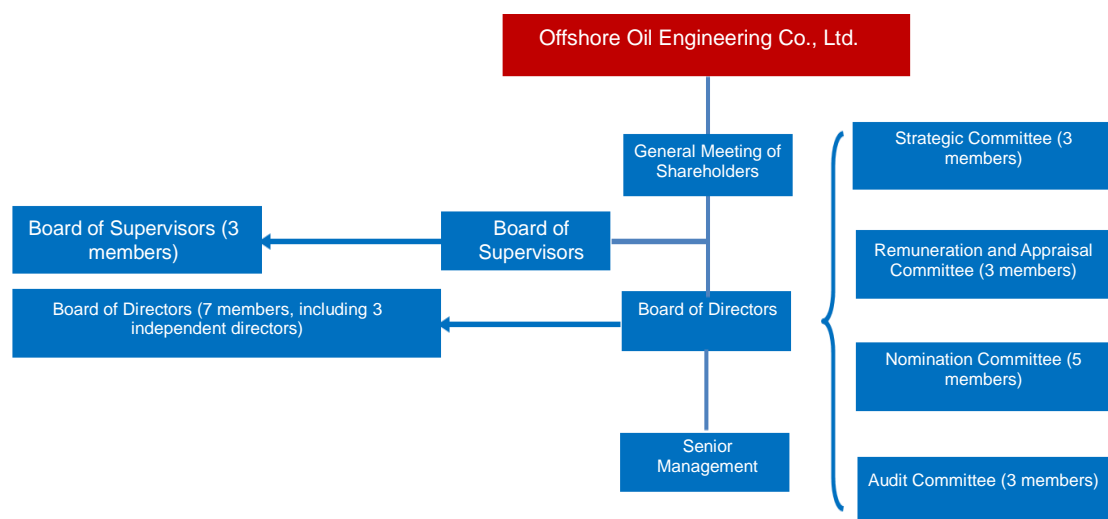 Offshore Oil Engineering Co., Ltd.
General Meeting of
Shareholders
Strategic Committee (3
members)
Board of Supervisors (3
members)
Board of
Supervisors
Remuneration and Appraisal
Committee (3 members)
Board of Directors (7 members, including 3
independent directors)
Board of Directors
Nomination Committee (5
members)
Senior
Management
Audit Committee (3 members)